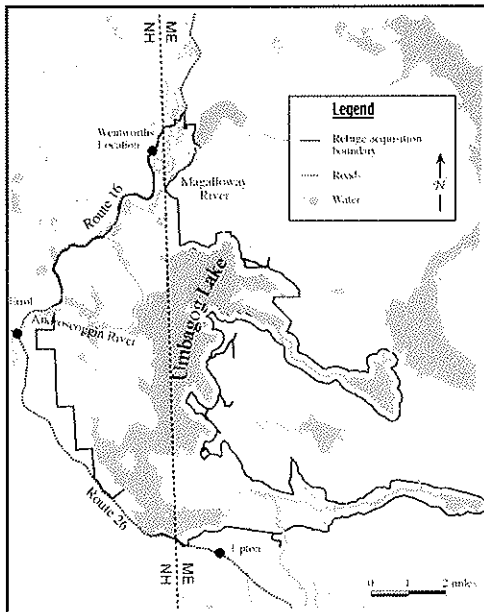 NH
ME
Wentworths
Location
Route 16
Magalloway
River
Legend
Refuge acquisition
boundary
Roads
Water
N
Umbagog Lake
Errol
Androscoggin River
Route 26
Upton
NH
ME
0 1 2 miles